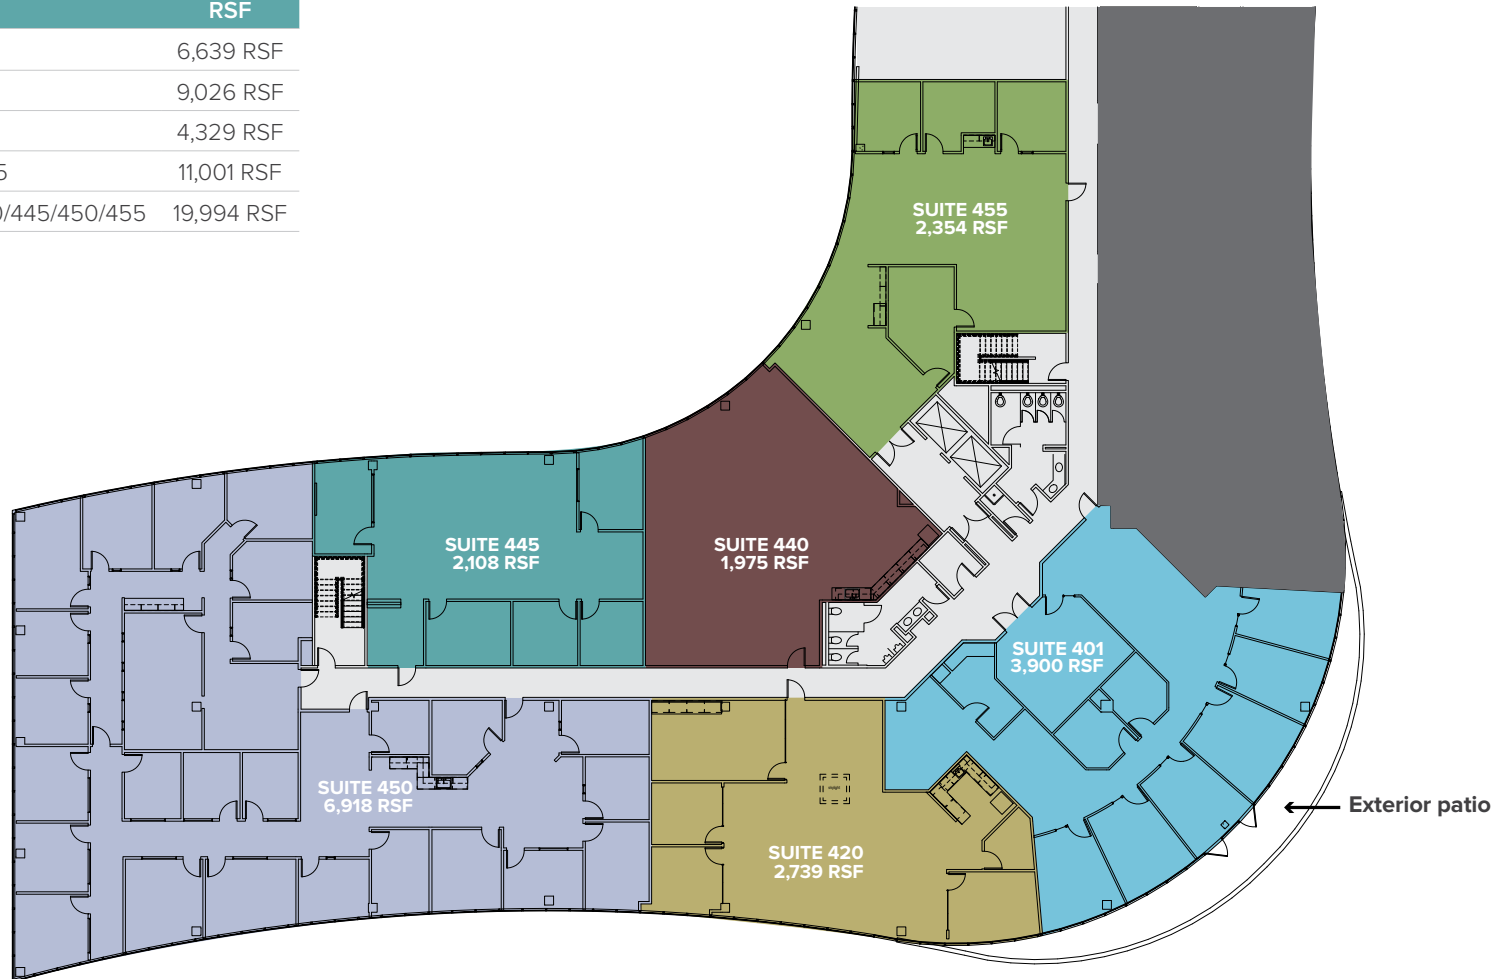 RSF
6,639 RSF
9,026 RSF
4,329 RSF
5 11,001 RSF
0/445/450/455 19,994 RSF
SUITE 455
2,354 RSF
SUITE 445
2,108 RSF
SUITE 440
1,975 RSF
SUITE 401
3,900 RSF
SUITE 450
6,918 RSF
Exterior patio
SUITE 420
2,739 RSF